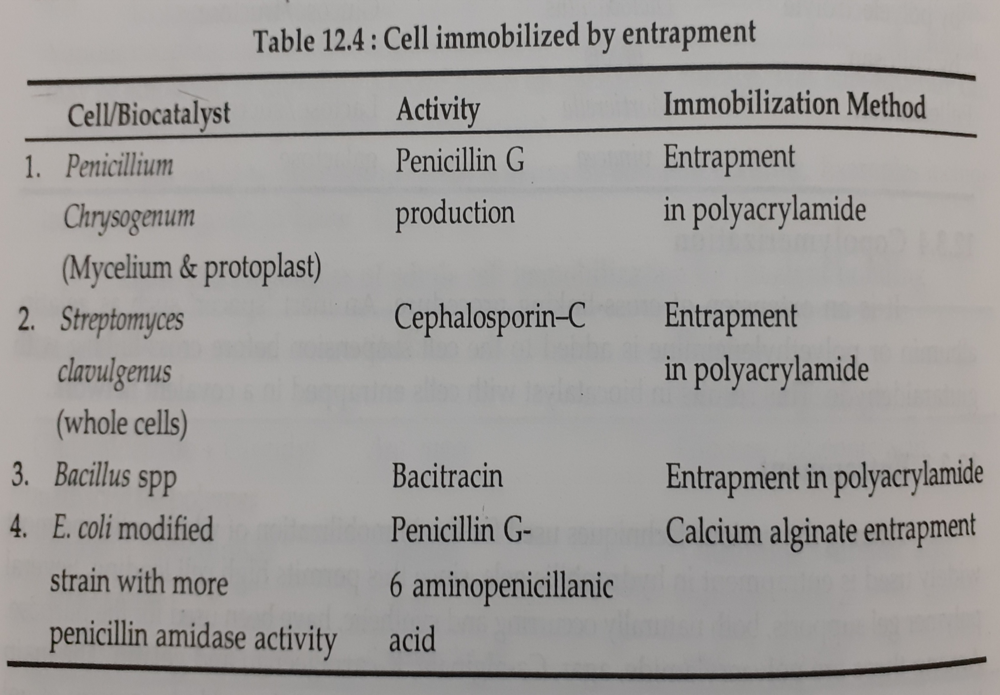 Table 12.4 : Cell immobilized by entrapment
Cell/Biocatalyst Activity Immobilization Method
1. Penicillium Penicillin G Entrapment
Chrysogenum production in polyacrylamide
(Mycelium & protoplast)
2. Streptomyces Cephalosporin–C Entrapment
clavulgenus in polyacrylamide
(whole cells)
3. Bacillus spp Bacitracin Entrapment in polyacrylamide
4. E. coli modified Penicillin G- Calcium alginate entrapment
strain with more 6 aminopenicillanic
penicillin amidase activity acid